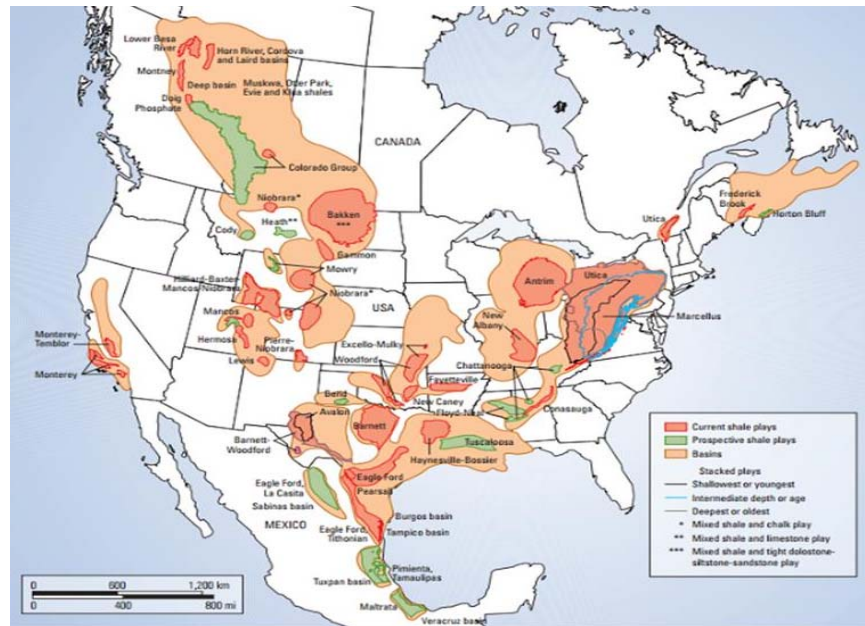 Lower Besa
River
Horn River, Cordova
and Laird basins
Montney
Deep basin
Muskwa, Otter Park,
Evie and Klua shales
Doig
Phosphate
CANADA
Colorado Group
Niobrara*
Bakken
***
Heath**
Cody
Gammon
Mowry
Utica
Frederick
Brook
Horton Bluff
Antrim
Utica
Hilliard-Baxter-
Mancos-Niobrara
Niobrara*
USA
Mancos
New
Albany
Marcellus
Monterey-
Temblor
Hermosa
Pierre-
Niobrara
Excello-Mulky
Monterey
Lewis
Woodford
Chattanooga
Fayetteville
Bend
New Caney
Floyd-Neal
Avalon
Conasauga
Barnett
Barnett-
Woodford
Tuscaloosa
Haynesville-Bossier
Eagle Ford,
La Casita
Sabinas basin
Eagle Ford
Pearsall
MEXICO
Eagle Ford,
Tithonian
Burgos basin
Tampico basin
Pimienta,
Tamaulipas
Tuxpan basin
Maltrata
Veracruz basin
Current shale plays
Prospective shale plays
Basins
Stacked plays
Shallowest or youngest
Intermediate depth or age
Deepest or oldest
* Mixed shale and chalk play
** Mixed shale and limestone play
*** Mixed shale and tight dolostone-
siltstone-sandstone play
0 600 1,200 km
0 400 800 mi